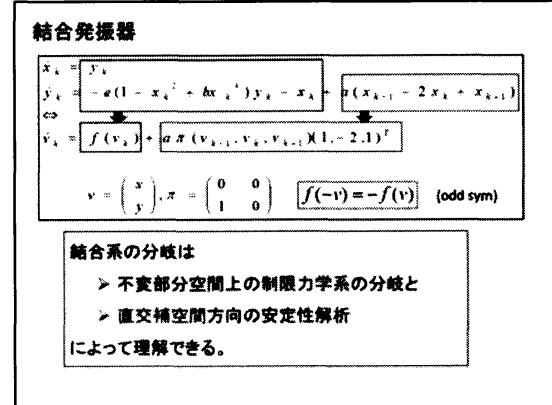 結合発振器
ẋ_k = y_k
ẏ_k = - e(1 - x_k^2 + bx_k^4) y_k - x_k + a(x_{k-1} - 2x_k + x_{k+1})
⇔
v̇_k = f(v_k) + a π (v_{k-1}, v_k, v_{k+1})(1, -2, 1)^T
v = (x y), π = (0 0 1 0) f(-v) = -f(v) (odd sym)
結合系の分岐は
➢ 不変部分空間上の制限力学系の分岐と
➢ 直交補空間方向の安定性解析
によって理解できる。